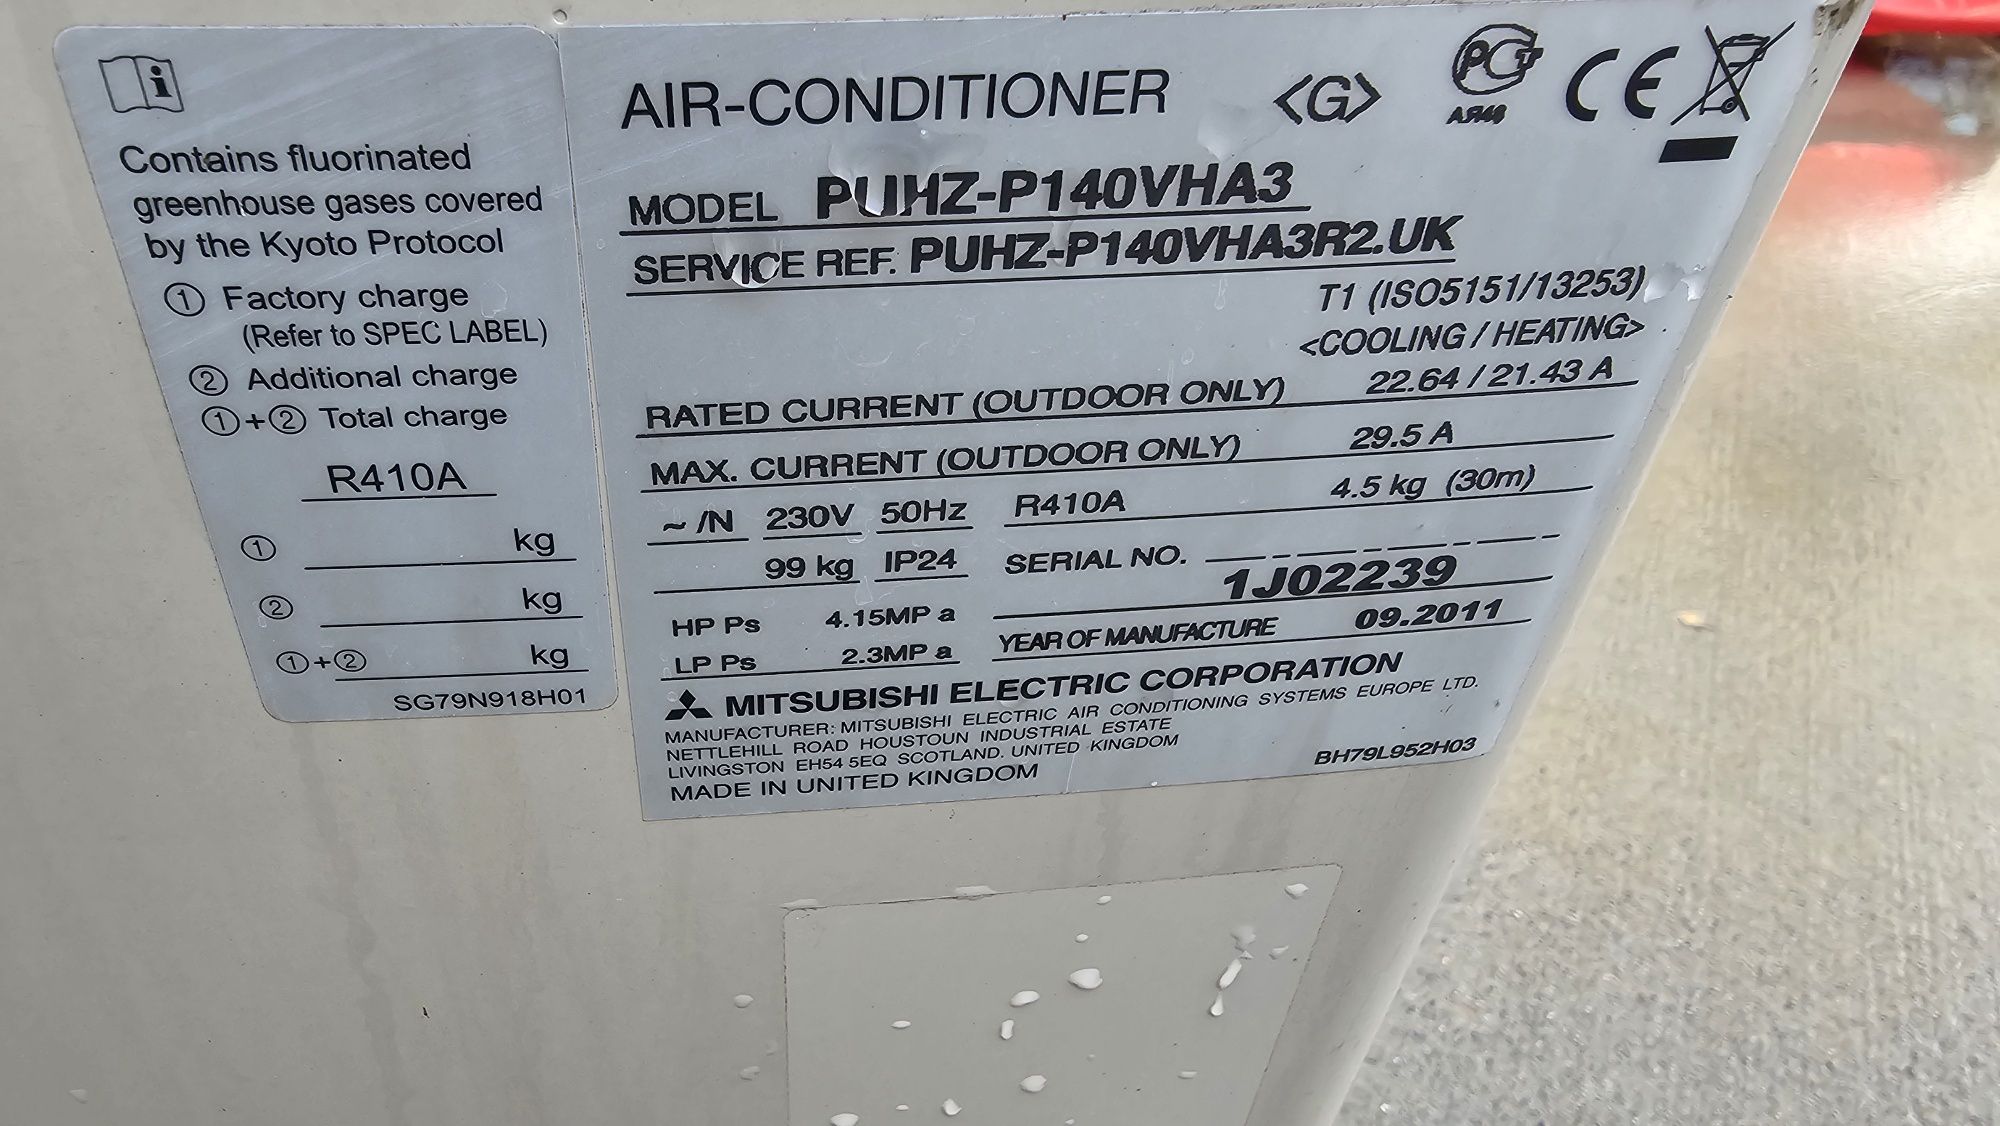 i
Contains fluorinated
greenhouse gases covered
by the Kyoto Protocol
① Factory charge
(Refer to SPEC LABEL)
② Additional charge
①+② Total charge
R410A
① kg
② kg
①+② kg
SG79N918H01
AIR-CONDITIONER <G> PCT CE
АЯ46
MODEL PUHZ-P140VHA3
SERVICE REF. PUHZ-P140VHA3R2.UK
T1 (ISO5151/13253)
<COOLING / HEATING>
RATED CURRENT (OUTDOOR ONLY) 22.64 / 21.43 A
MAX. CURRENT (OUTDOOR ONLY) 29.5 A
~ /N 230V 50Hz R410A 4.5 kg (30m)
99 kg IP24 SERIAL NO.
1J02239
HP Ps 4.15MP a
YEAR OF MANUFACTURE 09.2011
LP Ps 2.3MP a
MITSUBISHI ELECTRIC CORPORATION
MANUFACTURER: MITSUBISHI ELECTRIC AIR CONDITIONING SYSTEMS EUROPE LTD.
NETTLEHILL ROAD HOUSTOUN INDUSTRIAL ESTATE
LIVINGSTON EH54 5EQ SCOTLAND. UNITED KINGDOM
MADE IN UNITED KINGDOM
BH79L952H03